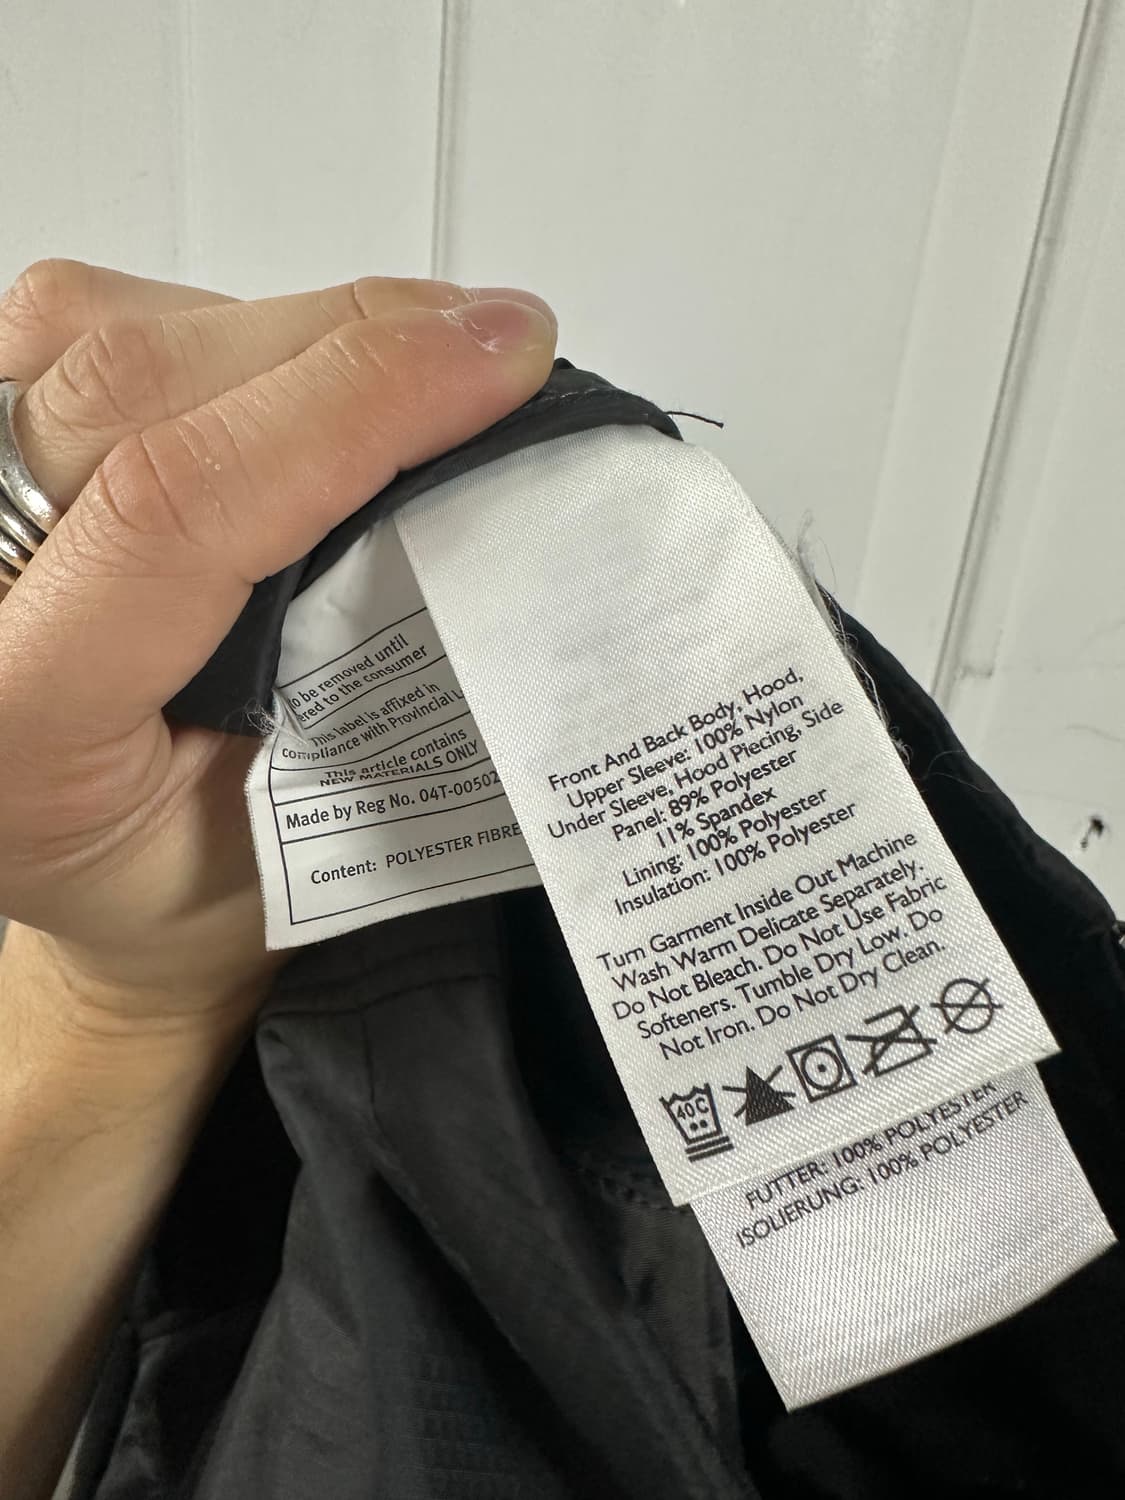 be removed until
to the consumer
This label is affixed in
compliance with Provincial
This article contains
NEW MATERIALS ONLY
Made by Reg No. 04T-00502
Content: POLYESTER FIBRE
Front And Back Body, Hood,
Upper Sleeve: 100% Nylon
Under Sleeve, Hood Piecing, Side
Panel: 89% Polyester
11% Spandex
Lining: 100% Polyester
Insulation: 100% Polyester
Turn Garment Inside Out Machine
Wash Warm Delicate Separately.
Do Not Bleach. Do Not Use Fabric
Softeners. Tumble Dry Low. Do
Not Iron. Do Not Dry Clean.
40C
FUTTER: 100% POLYESTER
ISOLIERUNG: 100% POLYESTER